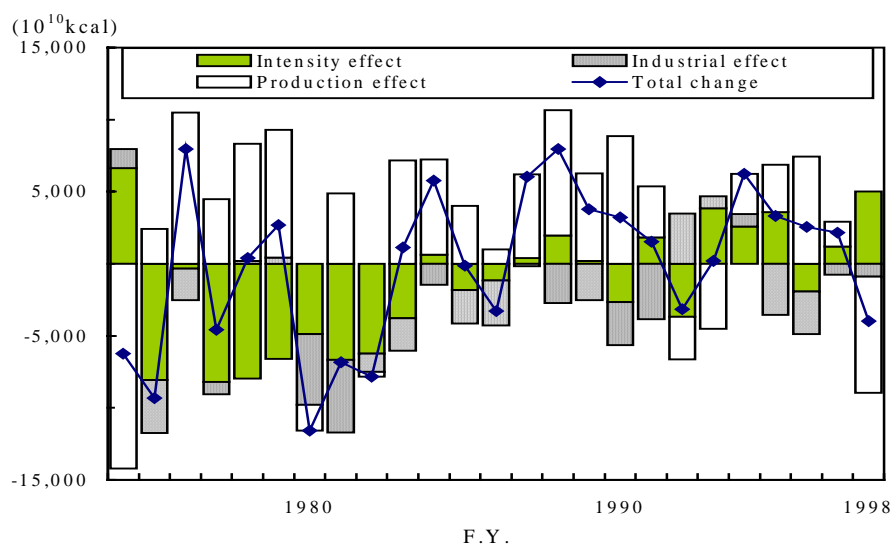 (10¹⁰kcal)
15,000
Intensity effect Industrial effect
Production effect Total change
5,000
-5,000
-15,000
1980 1990 1998
F.Y.